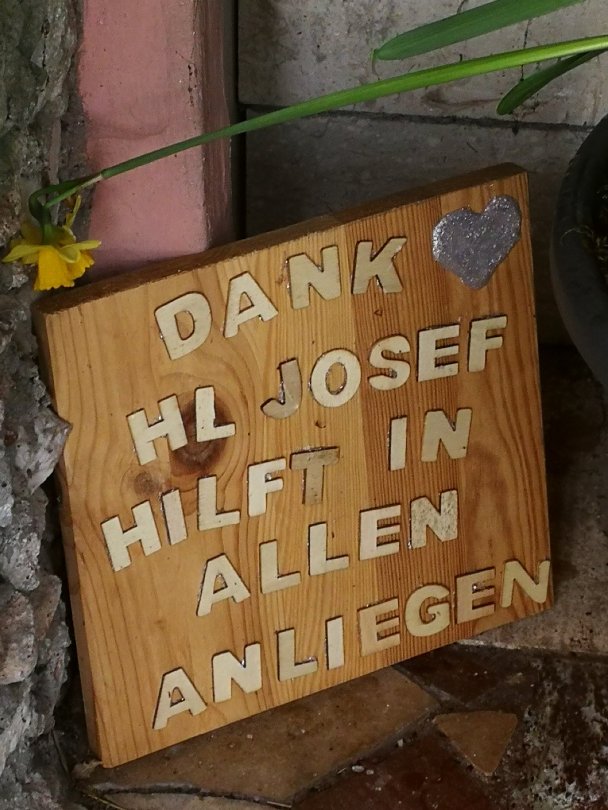 DANK
HL JOSEF
HILFT IN
ALLEN
ANLIEGEN